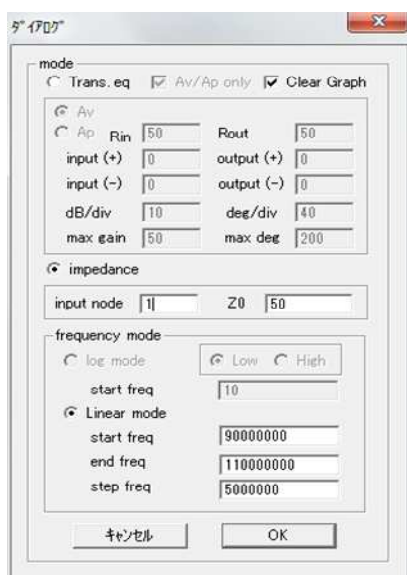 ﾀﾞｲｱﾛｸﾞ
mode
Trans. eq Av/Ap only Clear Graph
Av
Ap Rin 50 Rout 50
input (+) 0 output (+) 0
input (-) 0 output (-) 0
dB/div 10 deg/div 40
max gain 50 max deg 200
impedance
input node 1 Z0 50
frequency mode
log mode Low High
start freq 10
Linear mode
start freq 90000000
end freq 110000000
step freq 5000000
ｷｬﾝｾﾙ OK